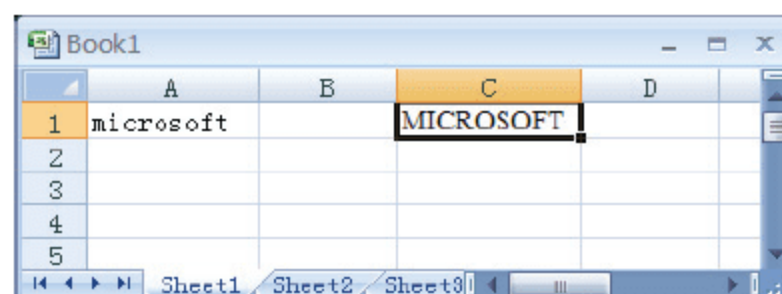 Book1
A B C D
1 microsoft MICROSOFT
2
3
4
5
Sheet1 Sheet2 Sheet3